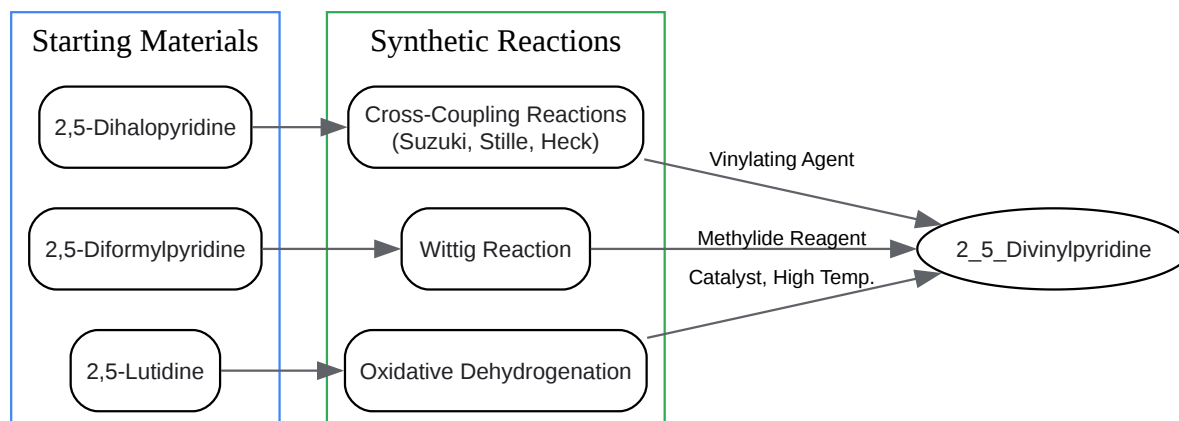 Starting Materials
Synthetic Reactions
2,5-Dihalopyridine
Cross-Coupling Reactions
(Suzuki, Stille, Heck)
Vinylating Agent
2,5-Diformylpyridine
Wittig Reaction
Methylide Reagent
2_5_Divinylpyridine
Catalyst, High Temp.
2,5-Lutidine
Oxidative Dehydrogenation